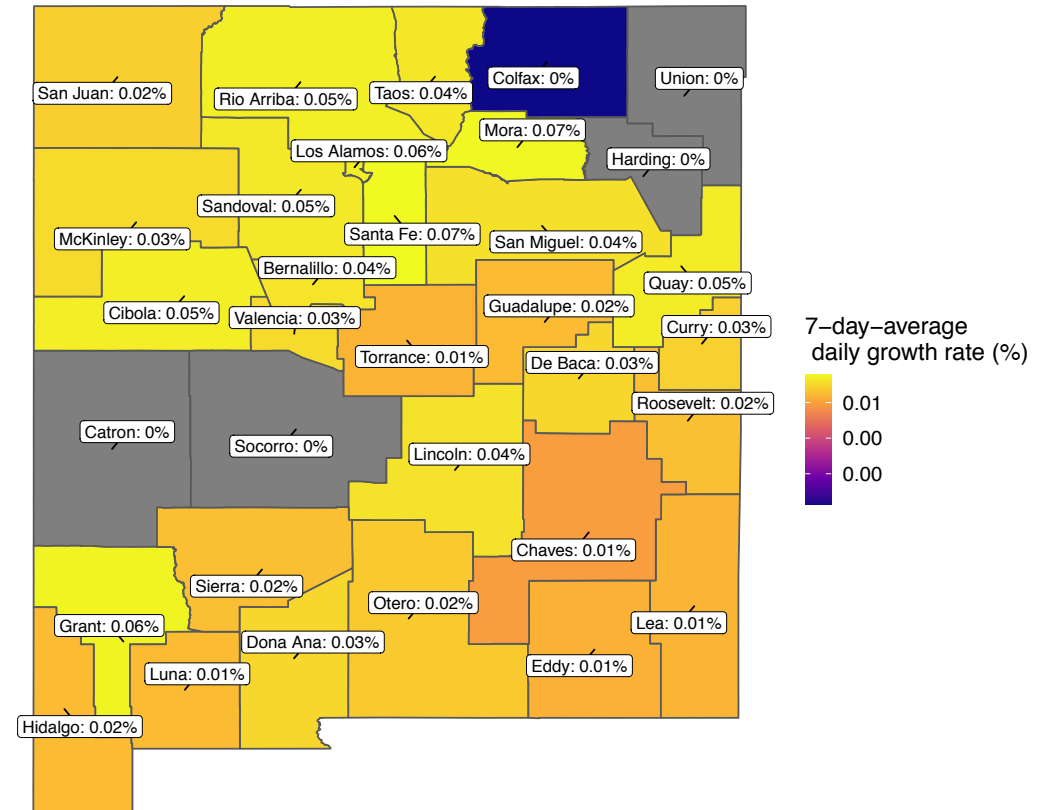 Colfax: 0%
Union: 0%
San Juan: 0.02%
Rio Arriba: 0.05%
Taos: 0.04%
Mora: 0.07%
Los Alamos: 0.06%
Harding: 0%
Sandoval: 0.05%
McKinley: 0.03%
Santa Fe: 0.07%
San Miguel: 0.04%
Bernalillo: 0.04%
Quay: 0.05%
Cibola: 0.05%
Valencia: 0.03%
Guadalupe: 0.02%
Curry: 0.03%
Torrance: 0.01%
De Baca: 0.03%
Roosevelt: 0.02%
Catron: 0%
Socorro: 0%
Lincoln: 0.04%
Chaves: 0.01%
Sierra: 0.02%
Otero: 0.02%
Grant: 0.06%
Lea: 0.01%
Dona Ana: 0.03%
Eddy: 0.01%
Luna: 0.01%
Hidalgo: 0.02%
7−day−average
daily growth rate (%)
0.01
0.00
0.00